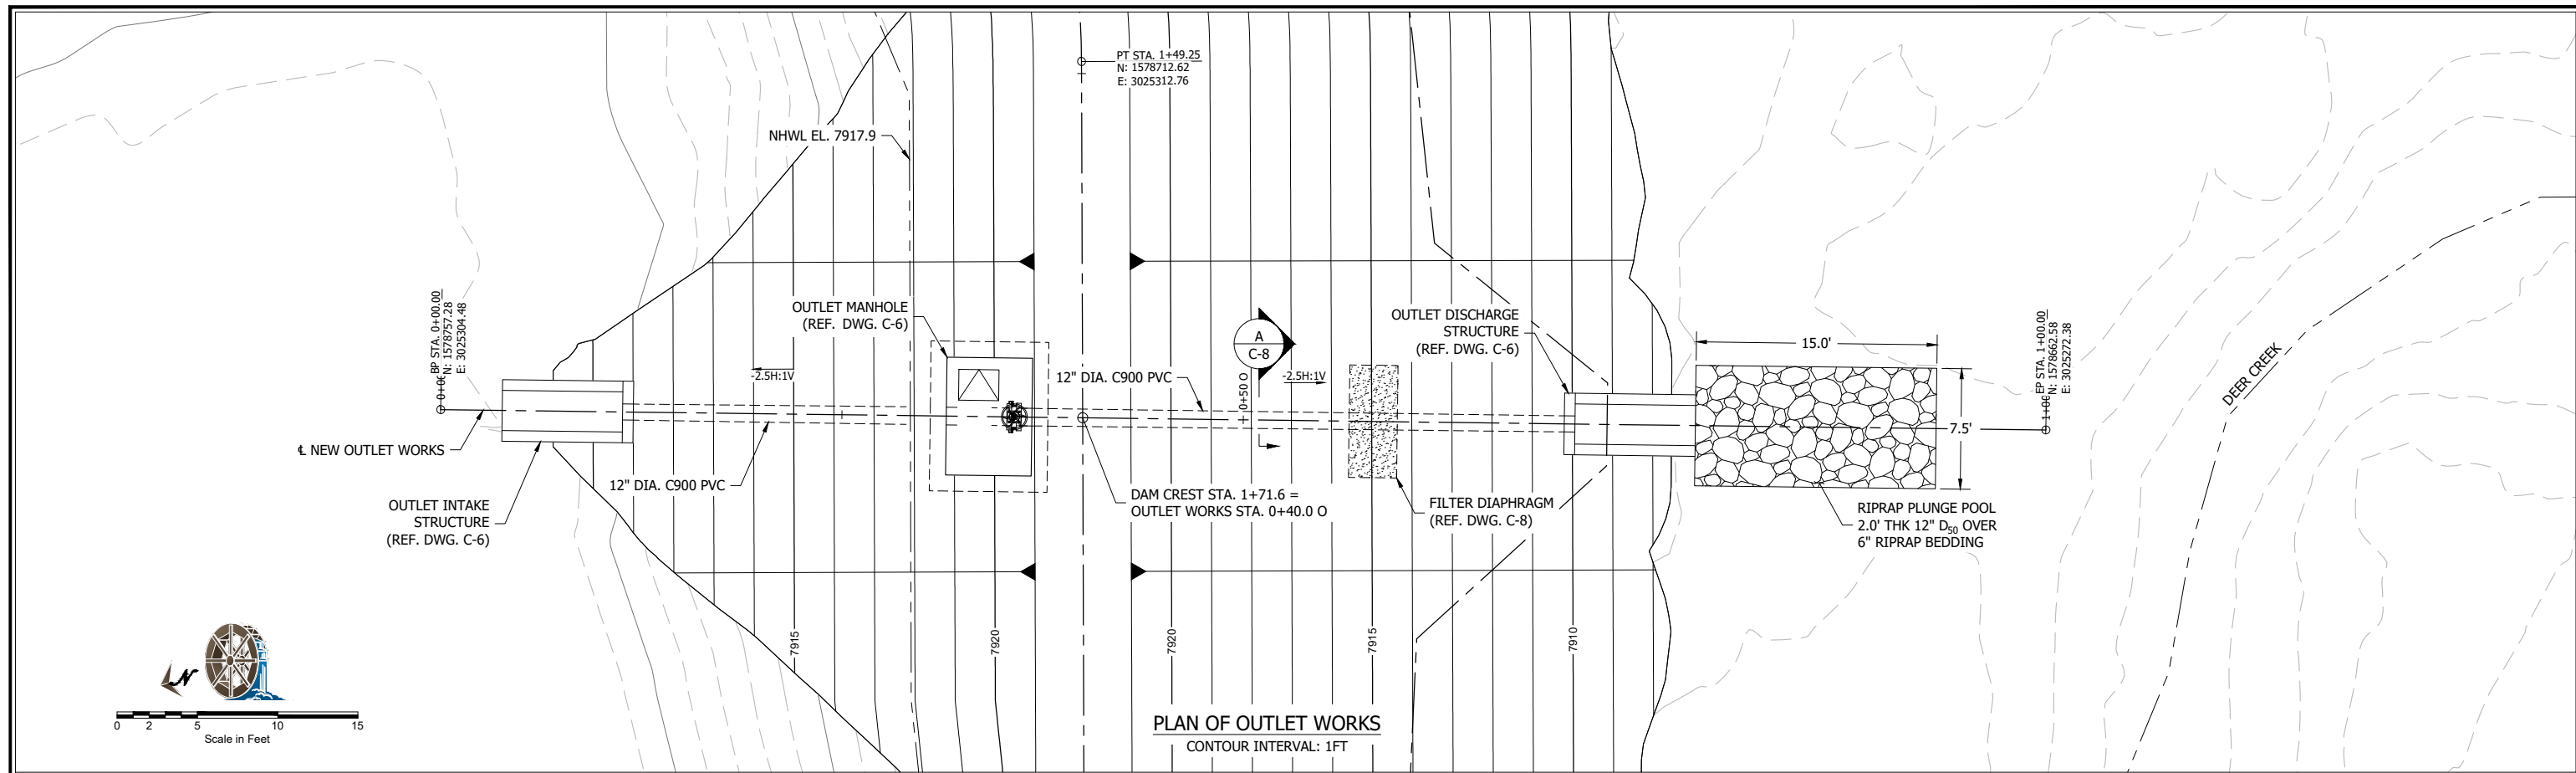 PT STA. 1+49.25
N: 1578712.62
E: 3025312.76
NHWL EL. 7917.9
BP STA. 0+00.00
N: 1578757.28
E: 3025304.48
0+00
OUTLET MANHOLE
(REF. DWG. C-6)
A
C-8
OUTLET DISCHARGE
STRUCTURE
(REF. DWG. C-6)
15.0'
EP STA. 1+00.00
N: 1578662.58
E: 3025272.38
1+00
DEER CREEK
-2.5H:1V
12" DIA. C900 PVC
0+50 O
-2.5H:1V
7.5'
℄ NEW OUTLET WORKS
12" DIA. C900 PVC
OUTLET INTAKE
STRUCTURE
(REF. DWG. C-6)
DAM CREST STA. 1+71.6 =
OUTLET WORKS STA. 0+40.0 O
FILTER DIAPHRAGM
(REF. DWG. C-8)
RIPRAP PLUNGE POOL
2.0' THK 12" D50 OVER
6" RIPRAP BEDDING
7915
7920
7920
7915
7910
N
0 2 5 10 15
Scale in Feet
PLAN OF OUTLET WORKS
CONTOUR INTERVAL: 1FT